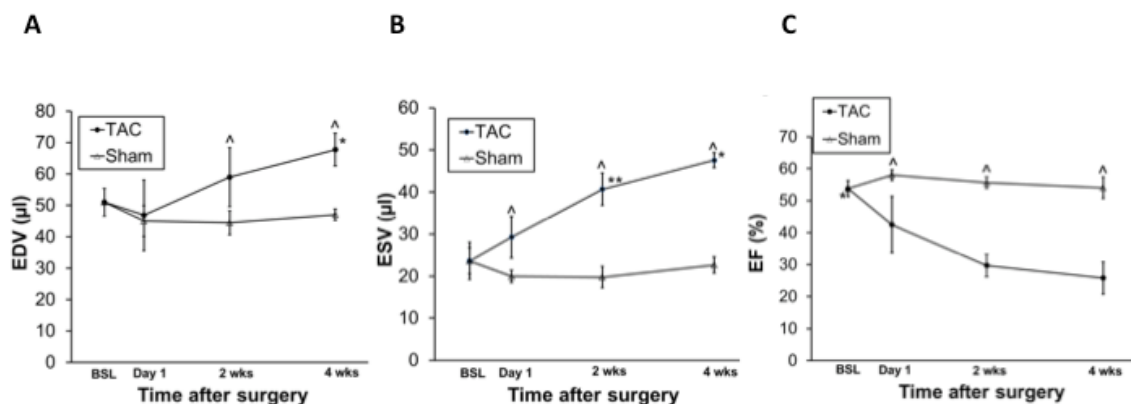 A
80
70
60
50
40
30
20
10
0
EDV (µl)
TAC
Sham
^
^
*
BSL Day 1 2 wks 4 wks
Time after surgery
B
60
50
40
30
20
10
0
ESV (µl)
TAC
Sham
^
^
**
^
*
BSL Day 1 2 wks 4 wks
Time after surgery
C
70
60
50
40
30
20
10
0
EF (%)
TAC
Sham
*
^
^
^
BSL Day 1 2 wks 4 wks
Time after surgery